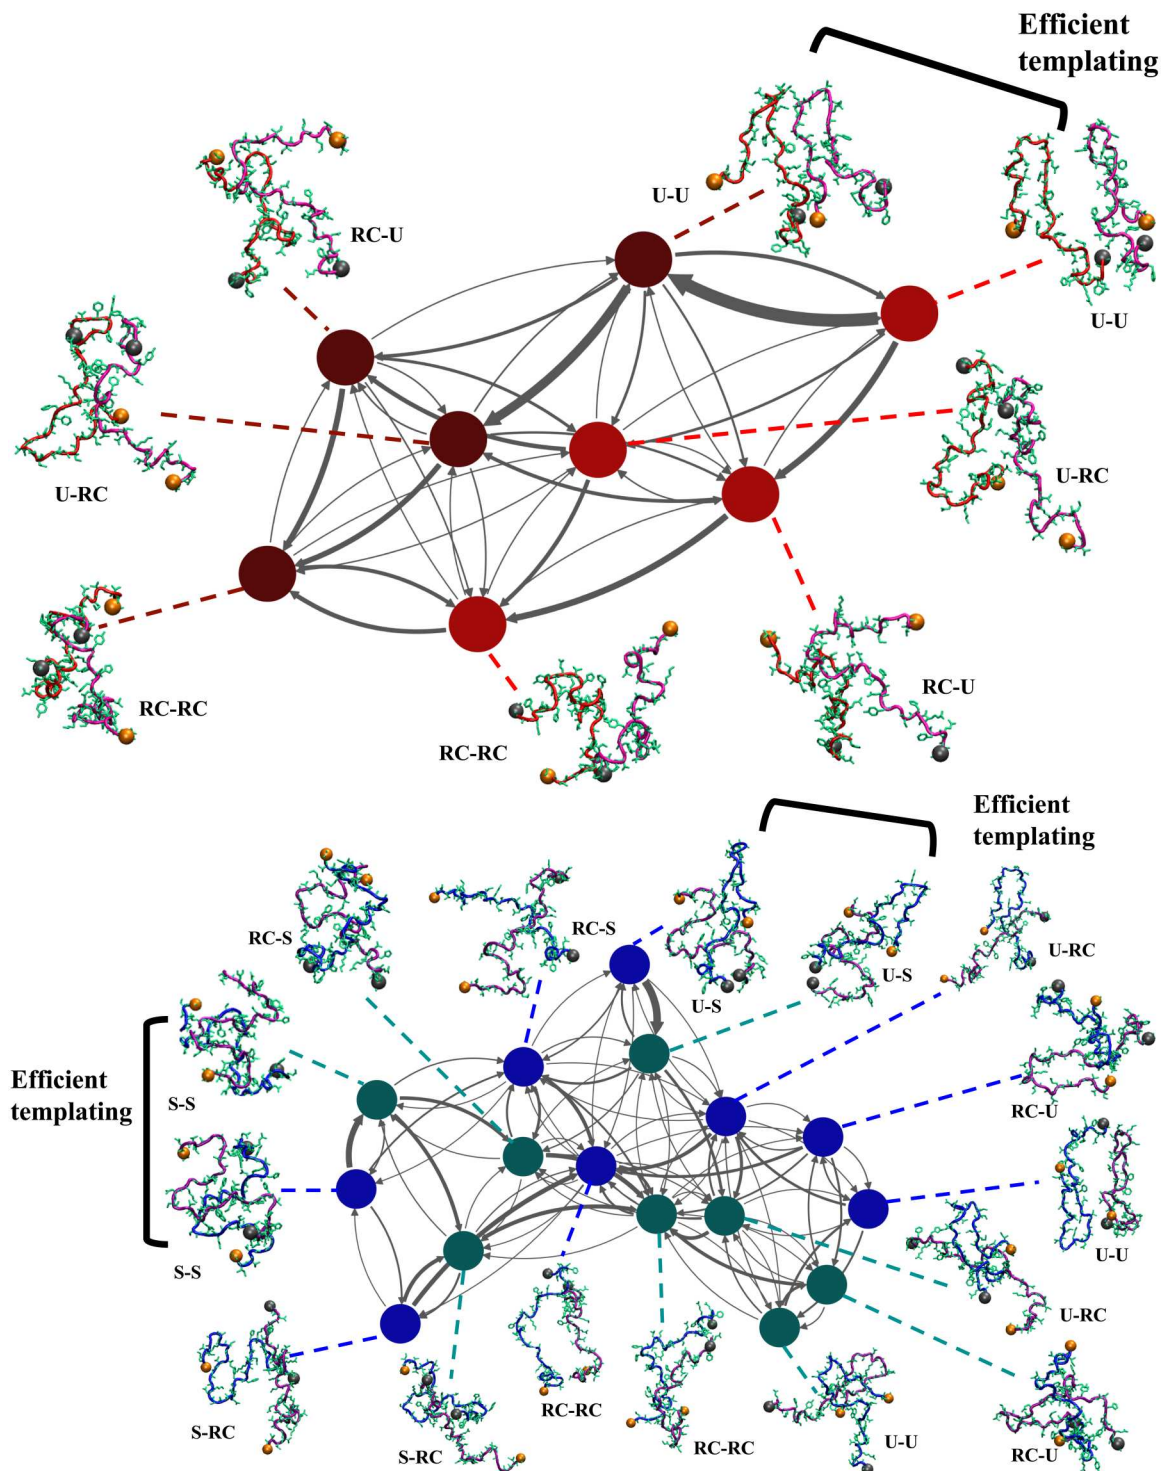 Efficient
templating
U-U
RC-U
U-U
U-RC
U-RC
RC-U
RC-RC
RC-RC
Efficient
templating
RC-S
RC-S
U-RC
U-S
U-S
Efficient
templating
S-S
RC-U
S-S
U-U
U-RC
RC-RC
S-RC
S-RC
RC-RC
U-U
RC-U